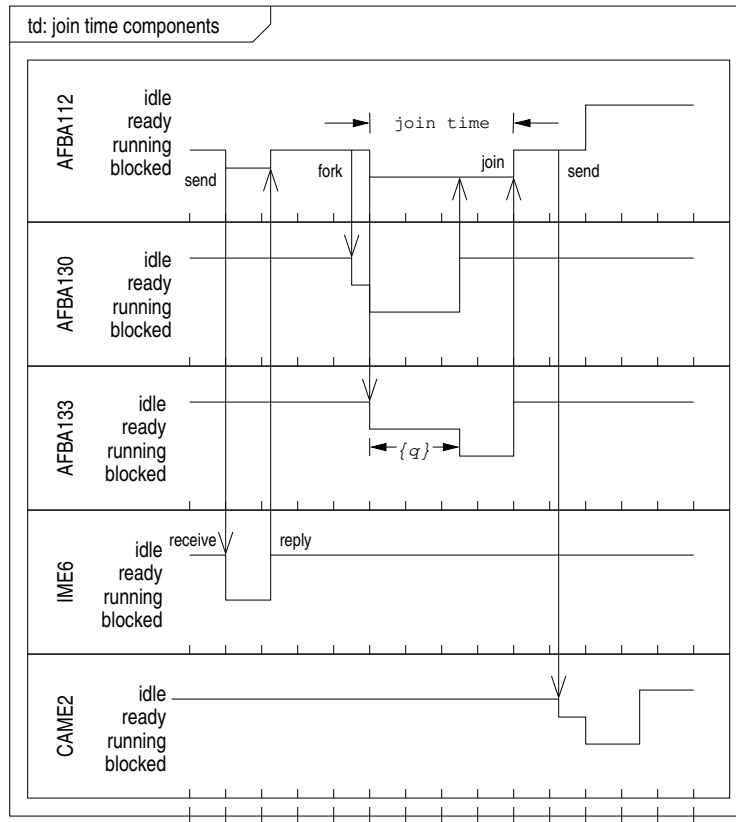 td: join time components
AFBA112
idle
ready
running
blocked
send
fork
join time
join
send
AFBA130
idle
ready
running
blocked
AFBA133
idle
ready
running
blocked
{q}
IME6
idle
ready
running
blocked
receive
reply
CAME2
idle
ready
running
blocked